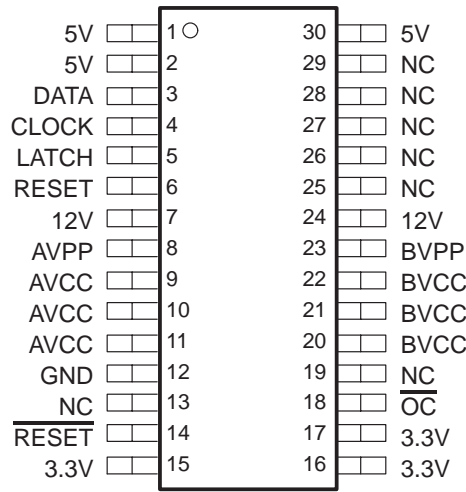 5V 1 30 5V
5V 2 29 NC
DATA 3 28 NC
CLOCK 4 27 NC
LATCH 5 26 NC
RESET 6 25 NC
12V 7 24 12V
AVPP 8 23 BVPP
AVCC 9 22 BVCC
AVCC 10 21 BVCC
AVCC 11 20 BVCC
GND 12 19 NC
NC 13 18 O̅C̅
R̅E̅S̅E̅T̅ 14 17 3.3V
3.3V 15 16 3.3V